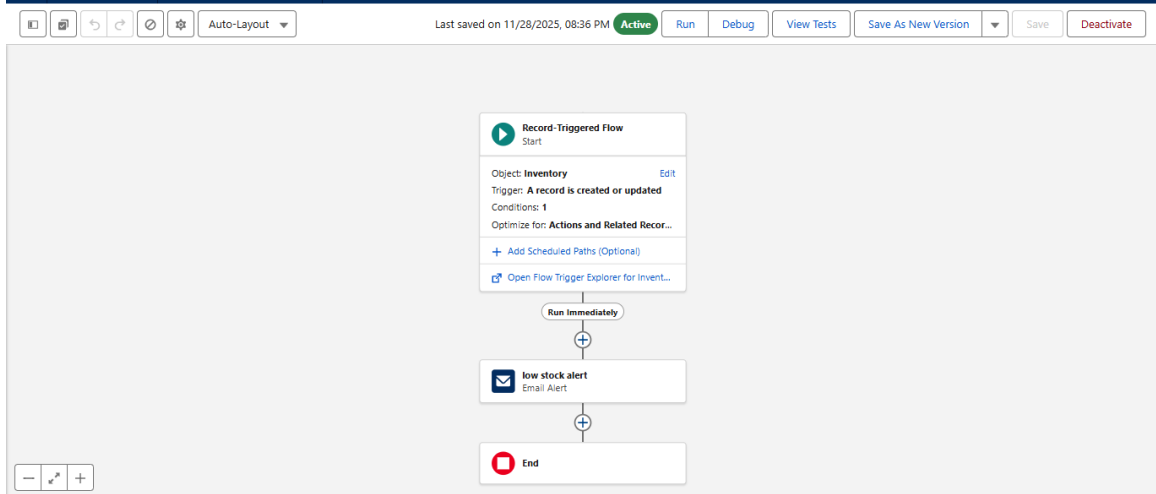 Auto-Layout
Last saved on 11/28/2025, 08:36 PM Active Run Debug View Tests Save As New Version Save Deactivate
Record-Triggered Flow
Start
Object: Inventory Edit
Trigger: A record is created or updated
Conditions: 1
Optimize for: Actions and Related Recor...
+ Add Scheduled Paths (Optional)
Open Flow Trigger Explorer for Invent...
Run Immediately
low stock alert
Email Alert
End